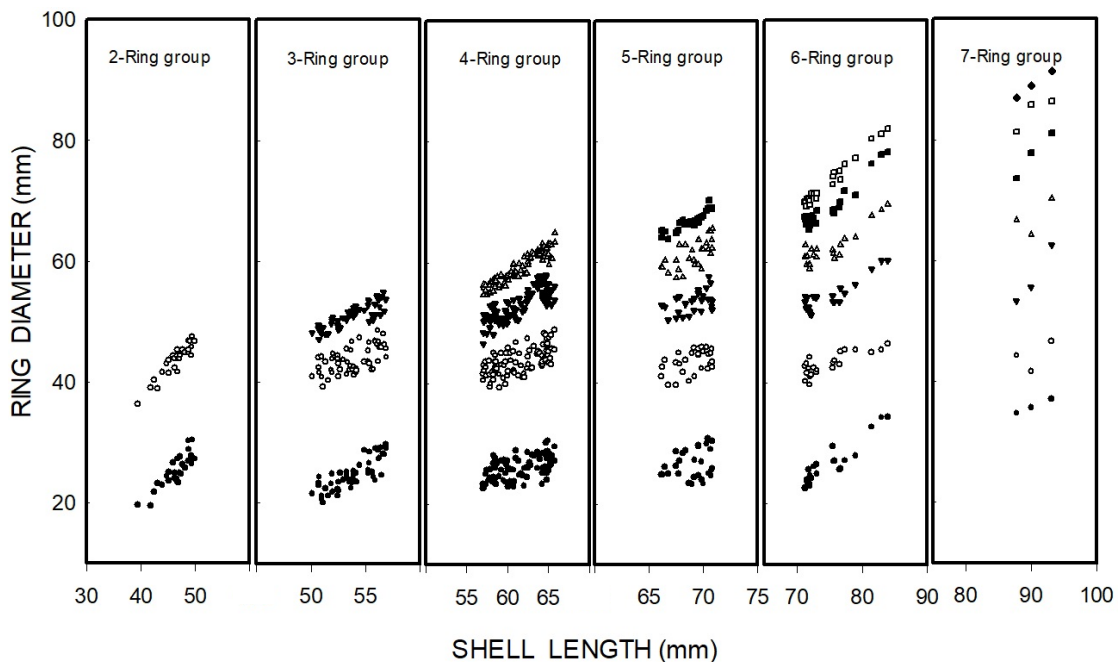 100
80
60
40
20
RING DIAMETER (mm)
2-Ring group
3-Ring group
4-Ring group
5-Ring group
6-Ring group
7-Ring group
30 40 50 50 55 55 60 65 65 70 75 70 80 90 80 90 100
SHELL LENGTH (mm)